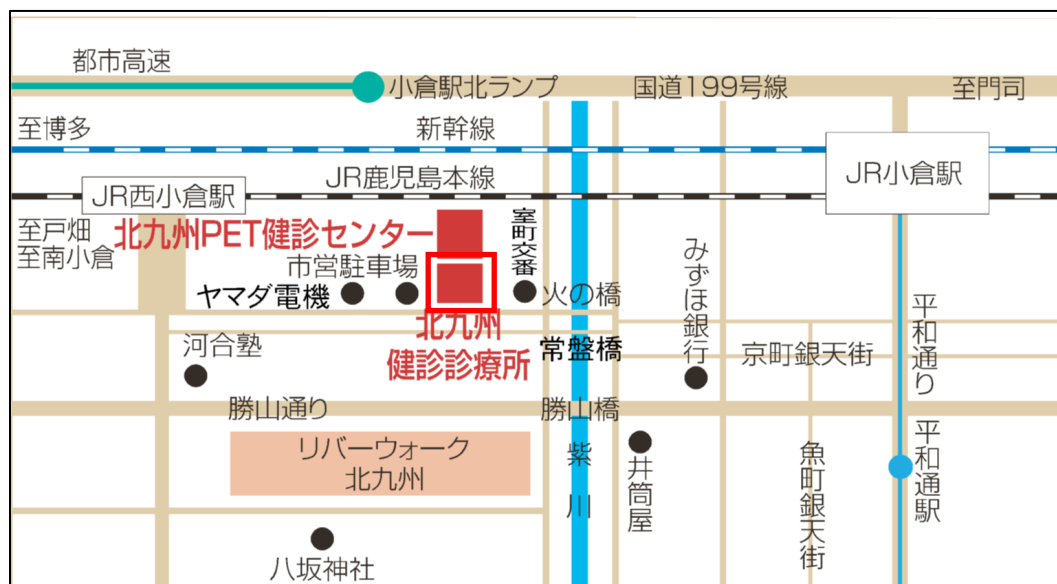 都市高速
小倉駅北ランプ
国道199号線
至門司
至博多
新幹線
JR小倉駅
JR鹿児島本線
JR西小倉駅
至戸畑
至南小倉
北九州PET健診センター
室町交番
市営駐車場
ヤマダ電機
火の橋
みずほ銀行
平和通り
北九州
健診診療所
河合塾
常盤橋
京町銀天街
勝山通り
勝山橋
リバーウォーク
北九州
紫川
井筒屋
魚町銀天街
平和通駅
八坂神社